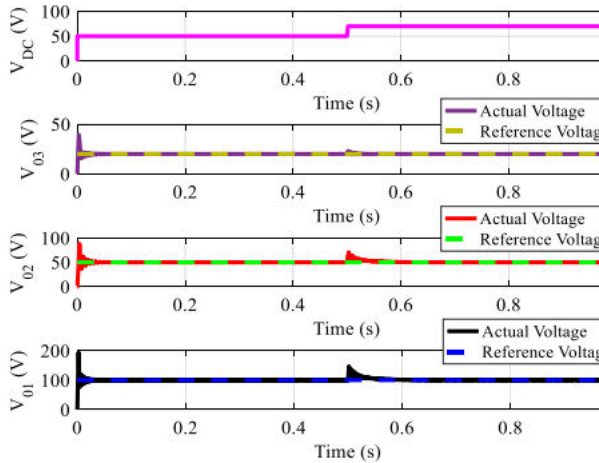 100
V_DC (V)
50
0
0
0.2
0.4
0.6
0.8
Time (s)
Actual Voltage
Reference Voltag
50
V_03 (V)
0
0
0.2
0.4
0.6
0.8
Time (s)
Actual Voltage
Reference Voltag
100
V_02 (V)
50
0
0
0.2
0.4
0.6
0.8
Time (s)
Actual Voltage
Reference Voltag
200
V_01 (V)
100
0
0
0.2
0.4
0.6
0.8
Time (s)